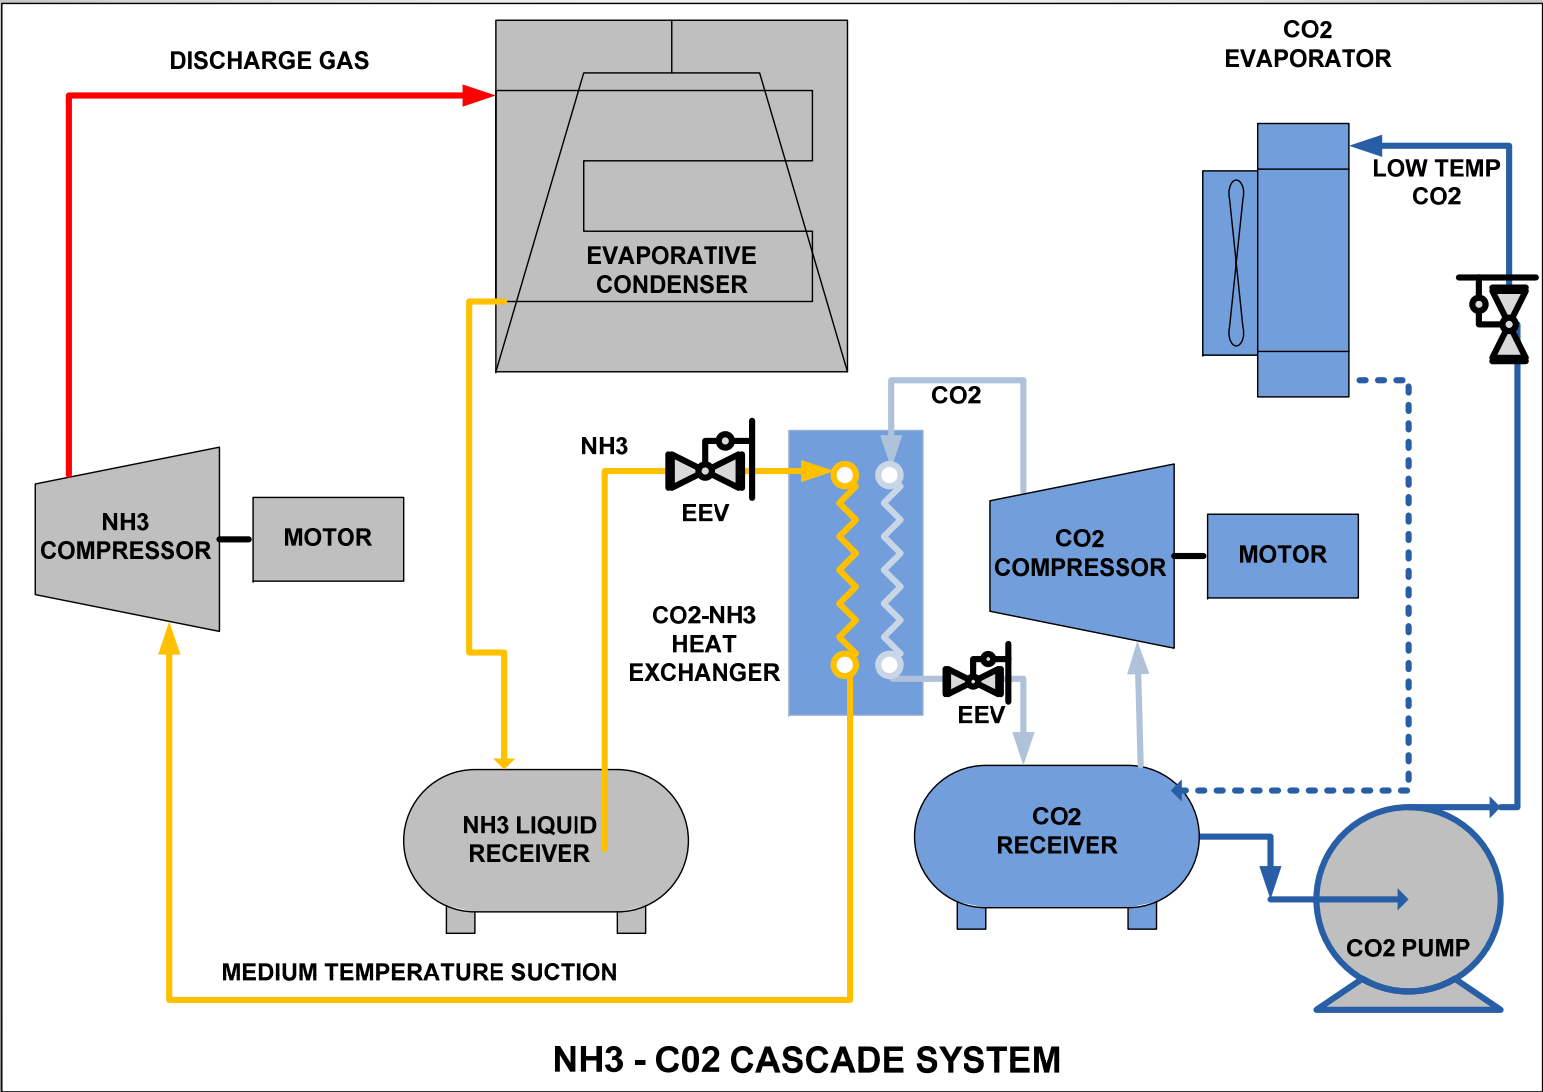 CO2
EVAPORATOR
DISCHARGE GAS
LOW TEMP
CO2
EVAPORATIVE
CONDENSER
CO2
NH3
EEV
NH3
COMPRESSOR
MOTOR
CO2
COMPRESSOR
MOTOR
CO2-NH3
HEAT
EXCHANGER
EEV
NH3 LIQUID
RECEIVER
CO2
RECEIVER
CO2 PUMP
MEDIUM TEMPERATURE SUCTION
NH3 - C02 CASCADE SYSTEM